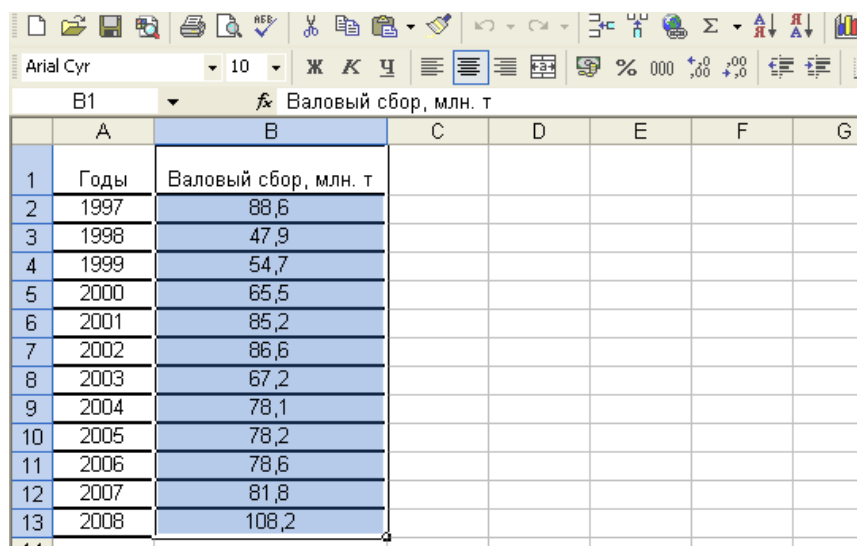 Arial Cyr 10 Ж К Ч % 000
B1 fx Валовый сбор, млн. т
A B C D E F G
1 Годы Валовый сбор, млн. т
2 1997 88,6
3 1998 47,9
4 1999 54,7
5 2000 65,5
6 2001 85,2
7 2002 86,6
8 2003 67,2
9 2004 78,1
10 2005 78,2
11 2006 78,6
12 2007 81,8
13 2008 108,2